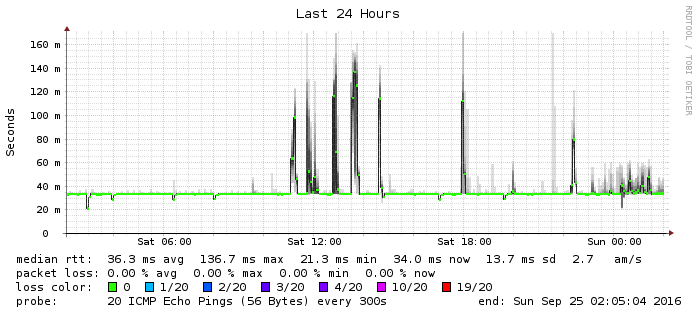 Last 24 Hours
RRDTOOL / TOBI OETIKER
Seconds
160 m
140 m
120 m
100 m
80 m
60 m
40 m
20 m
0
Sat 06:00 Sat 12:00 Sat 18:00 Sun 00:00
median rtt: 36.3 ms avg 136.7 ms max 21.3 ms min 34.0 ms now 13.7 ms sd 2.7 am/s
packet loss: 0.00 % avg 0.00 % max 0.00 % min 0.00 % now
loss color: 0 1/20 2/20 3/20 4/20 10/20 19/20
probe: 20 ICMP Echo Pings (56 Bytes) every 300s end: Sun Sep 25 02:05:04 2016